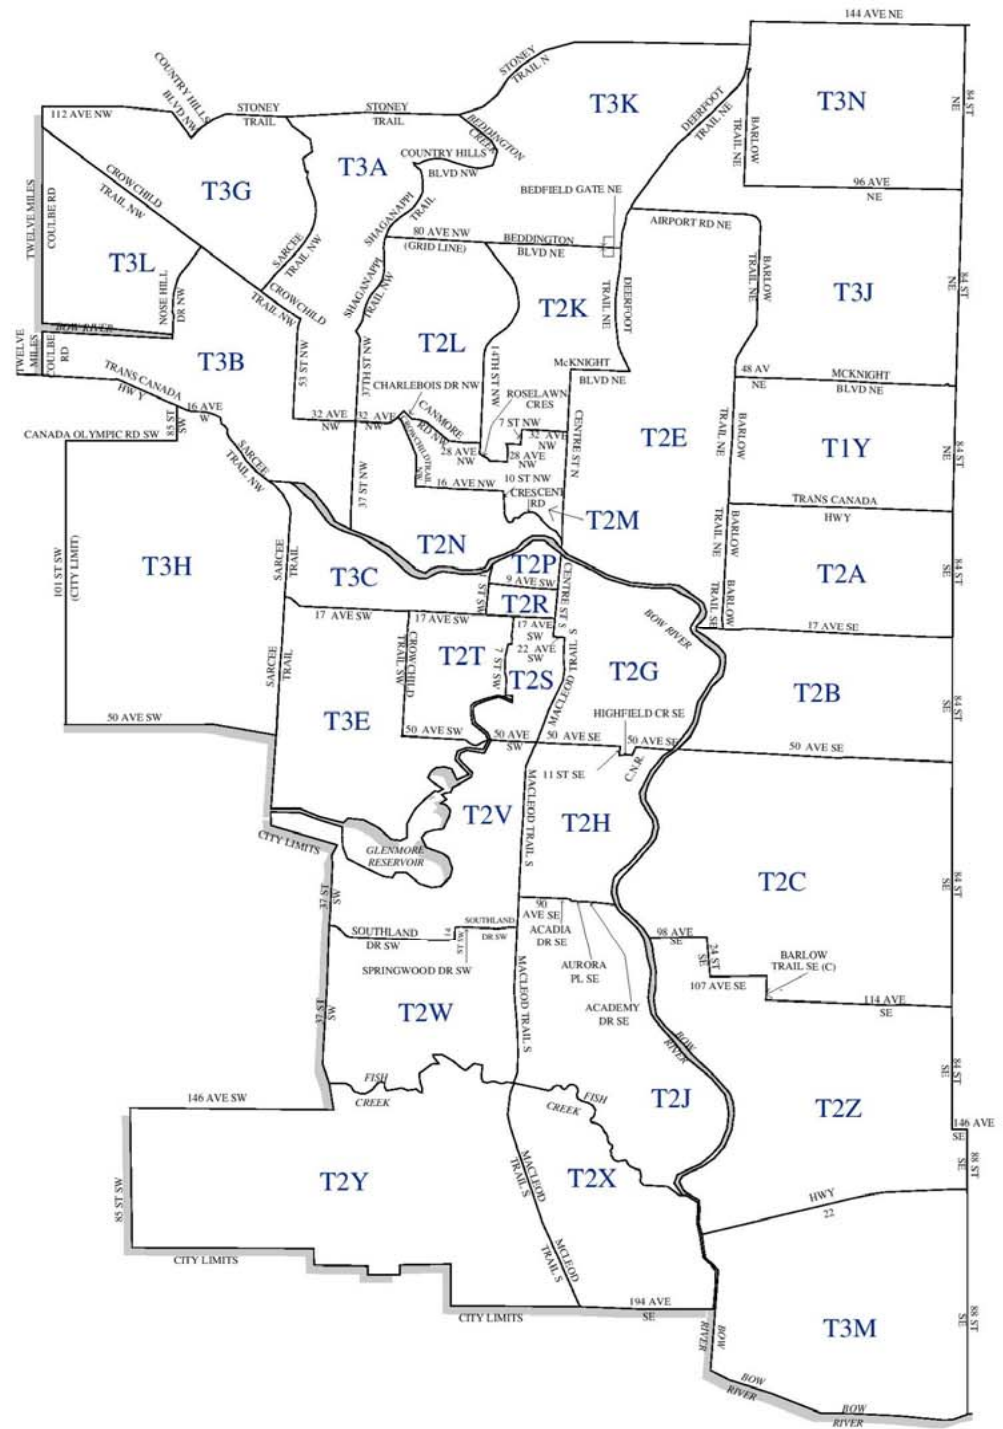 144 AVE NE
STONEY
TRAIL N
T3K
DEERFOOT
TRAIL NE
BARLOW
TRAIL NE
T3N
84 ST
NE
COUNTRY HILLS
BLVD NW
112 AVE NW
STONEY
TRAIL
STONEY
TRAIL
BEDDINGTON
CREEK
COUNTRY HILLS
BLVD NW
T3A
T3G
CROWCHILD
TRAIL NW
TWELVE MILES
COULBE RD
96 AVE
NE
BEDFIELD GATE NE
SHAGANAPPI
TRAIL
80 AVE NW
(GRID LINE)
BEDDINGTON
BLVD NE
AIRPORT RD NE
SARCEE
TRAIL NW
T3L
NOSE HILL
DR NW
CROWCHILD
TRAIL NW
SHAGANAPPI
TRAIL NW
T2K
DEERFOOT
TRAIL NE
BARLOW
TRAIL NE
T3J
84 ST
NE
BOW RIVER
TWELVE
MILES
COULBE
RD
T3B
T2L
53 ST NW
37TH ST NW
14TH ST NW
McKNIGHT
BLVD NE
48 AV
NE
MCKNIGHT
BLVD NE
TRANS CANADA
HW Y
CHARLEBOIS DR NW
ROSELAWN
CRES
16 AVE
W
85 ST
SW
CANADA OLYMPIC RD SW
32 AVE
NW
32 AVE
NW
CANMORE
RD NW
CROWCHILD TRAIL
NW
28 AVE
NW
7 ST NW
32 AVE
NW
28 AVE
NW
CENTRE ST N
T2E
BARLOW
TRAIL NE
T1Y
84 ST
NE
SARCEE
TRAIL NW
37 ST NW
16 AVE NW
10 ST NW
CRESCENT
RD
T2M
TRANS CANADA
HWY
BARLOW
TRAIL NE
T2N
T3H
101 ST SW
(CITY LIMIT)
SARCEE
TRAIL
T3C
T2P
9 AVE SW
T2R
ST SW
CENTRE ST S
BARLOW
TRAIL SE
T2A
84 ST
SE
17 AVE SW
17 AVE SW
17 AVE
SW
22 AVE
SW
BOW RIVER
17 AVE SE
SARCEE
TRAIL
CROWCHILD
TRAIL SW
T2T
7 ST SW
T2S
MACLEOD TRAIL S
T2G
T2B
84 ST
SE
T3E
HIGHFIELD CR SE
50 AVE SW
50 AVE SW
50 AVE
SW
50 AVE SE
50 AVE SE
50 AVE SE
11 ST SE
C.N.R.
T2V
MACLEOD TRAIL S
T2H
CITY LIMITS
GLENMORE
RESERVOIR
T2C
84 ST
SE
37 ST
SW
90
AVE SE
ACADIA
DR SE
SOUTHLAND
DR SW
14
ST SW
SOUTHLAND
DR SW
98 AVE
SE
24 ST
SE
BARLOW
TRAIL SE (C)
SPRINGWOOD DR SW
AURORA
PL SE
107 AVE SE
114 AVE
SE
37 ST
SW
T2W
MACLEOD TRAIL S
ACADEMY
DR SE
BOW
RIVER
84 ST
SE
FISH
CREEK
146 AVE SW
FISH
CREEK
T2J
T2Z
146 AVE
SE
85 ST SW
T2Y
MACLEOD
TRAIL S
T2X
88 ST
SE
HWY
22
CITY LIMITS
MCLEOD
TRAIL S
194 AVE
SE
CITY LIMITS
BOW
RIVER
T3M
88 ST
SE
BOW
RIVER
BOW
RIVER